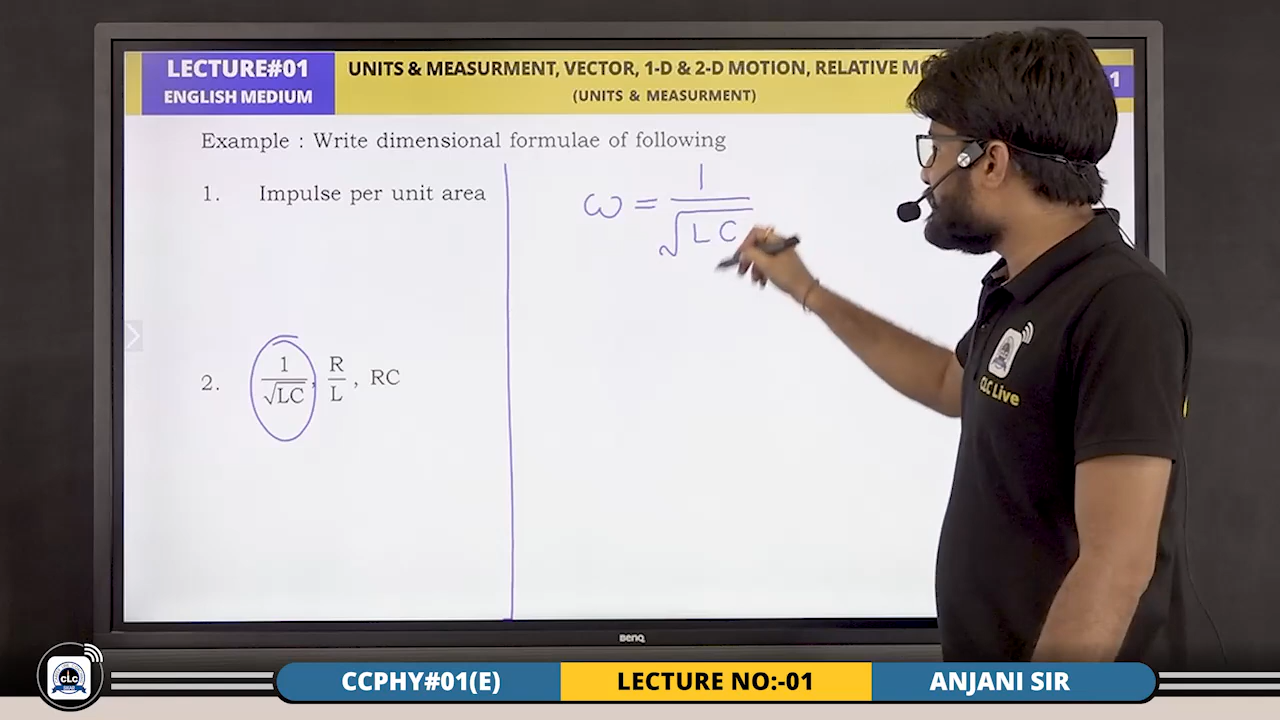 LECTURE#01
ENGLISH MEDIUM
UNITS & MEASURMENT, VECTOR, 1-D & 2-D MOTION, RELATIVE M
(UNITS & MEASURMENT)
1
Example : Write dimensional formulae of following
1. Impulse per unit area
ω = 1/√LC
2. 1/√LC, R/L , RC
CLC Live
BenQ
CLC
CCPHY#01(E)
LECTURE NO:-01
ANJANI SIR